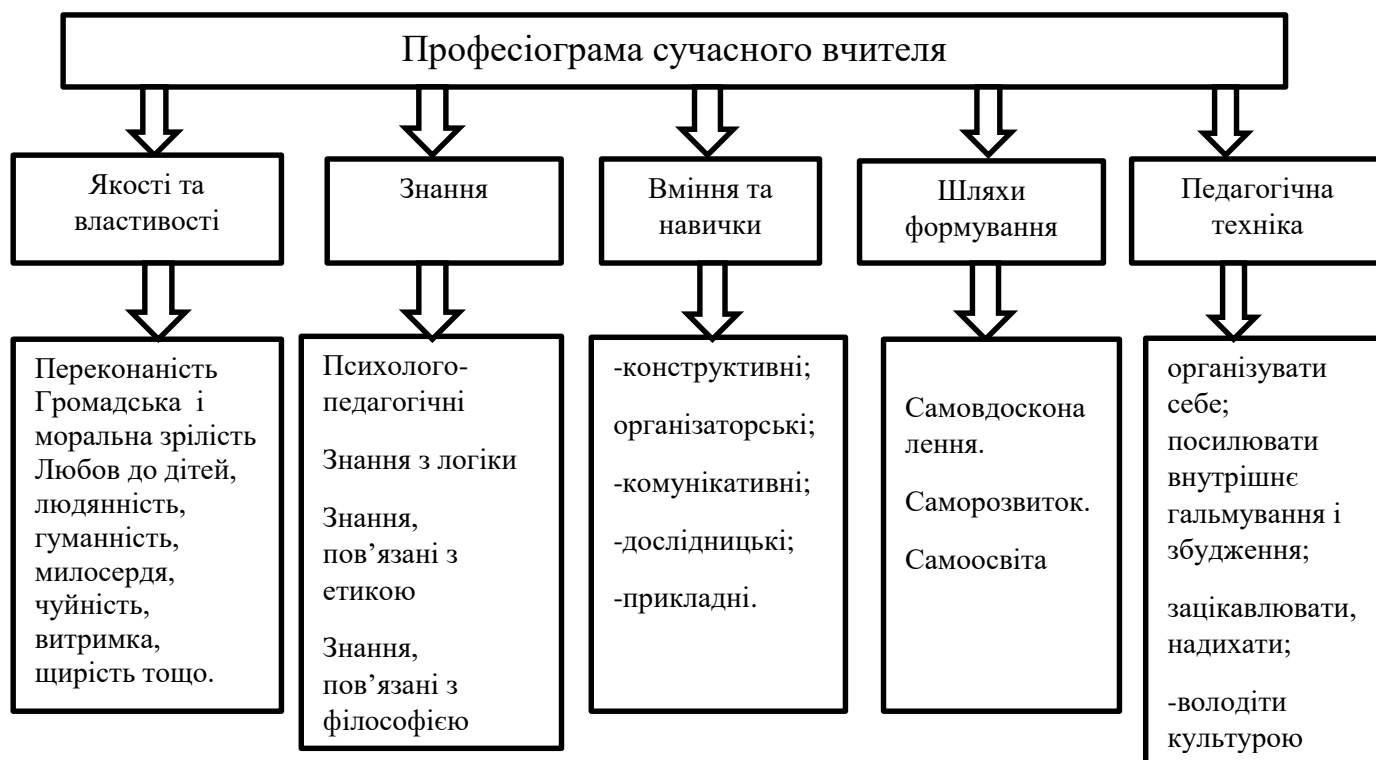 Професіограма сучасного вчителя
Якості та
властивості
Знання
Вміння та
навички
Шляхи
формування
Педагогічна
техніка
Переконаність
Громадська і
моральна зрілість
Любов до дітей,
людянність,
гуманність,
милосердя,
чуйність,
витримка,
щирість тощо.
Психолого-
педагогічні
Знання з логіки
Знання,
пов’язані з
етикою
Знання,
пов’язані з
філософією
-конструктивні;
організаторські;
-комунікативні;
-дослідницькі;
-прикладні.
Самовдоскона
лення.
Саморозвиток.
Самоосвіта
організувати
себе;
посилювати
внутрішнє
гальмування і
збудження;
зацікавлювати,
надихати;
-володіти
культурою